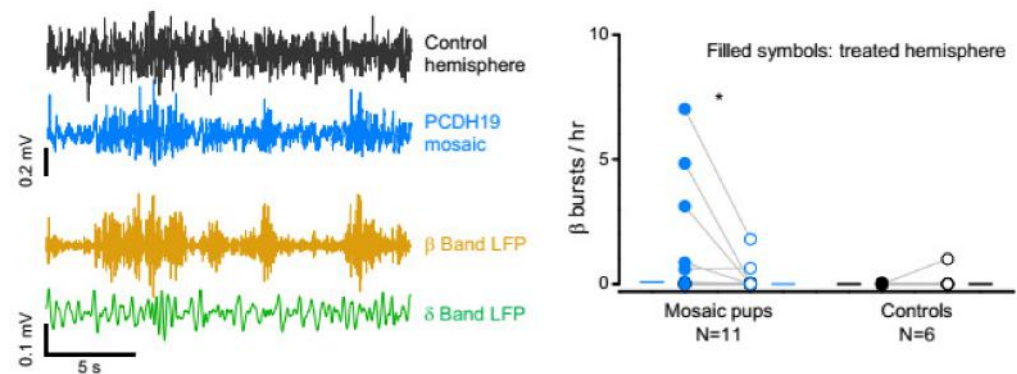 Control
hemisphere
PCDH19
mosaic
0.2 mV
β Band LFP
δ Band LFP
0.1 mV
5 s
10
Filled symbols: treated hemisphere
*
5
β bursts / hr
0
Mosaic pups
N=11
Controls
N=6